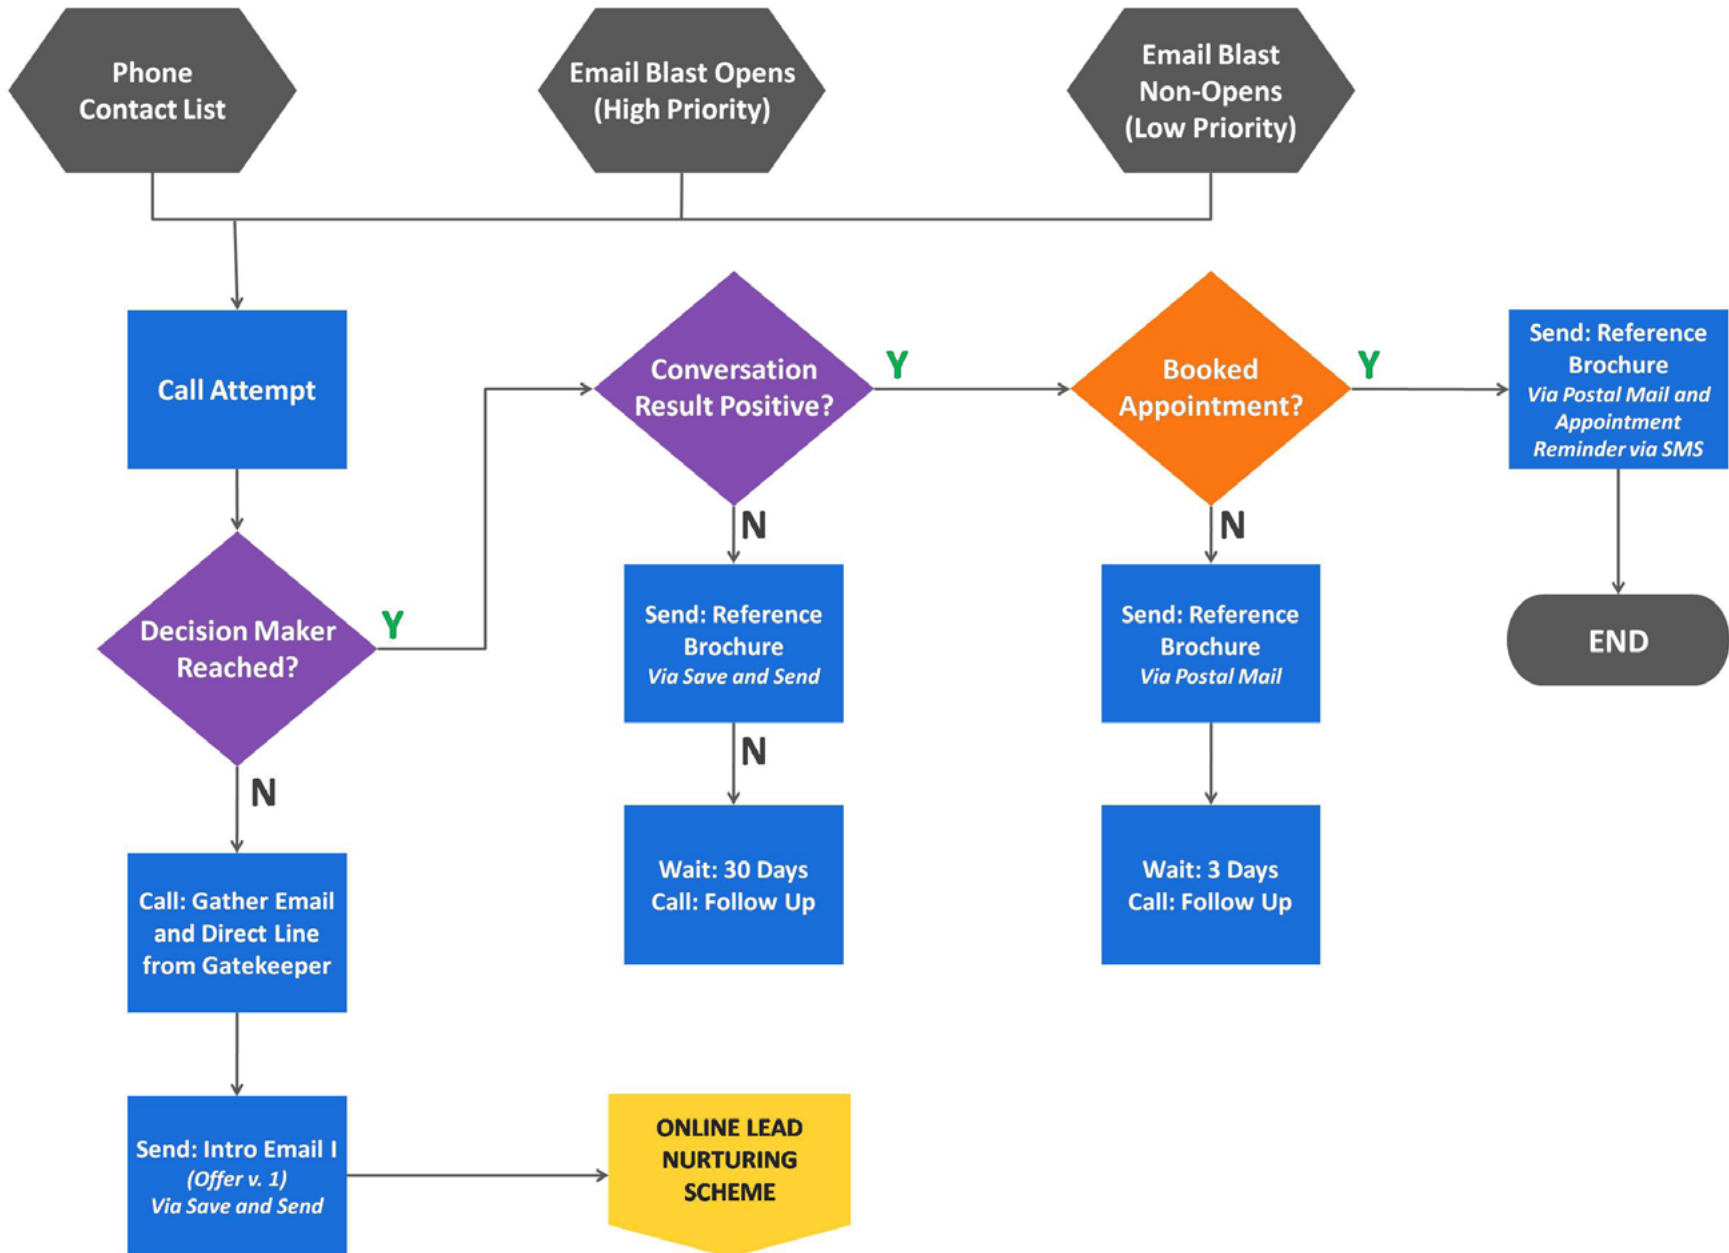 Phone
Contact List
Email Blast Opens
(High Priority)
Email Blast
Non-Opens
(Low Priority)
Call Attempt
Conversation
Result Positive?
Y
Booked
Appointment?
Y
Send: Reference
Brochure
Via Postal Mail and
Appointment
Reminder via SMS
N
N
Decision Maker
Reached?
Y
Send: Reference
Brochure
Via Save and Send
Send: Reference
Brochure
Via Postal Mail
END
N
N
Call: Gather Email
and Direct Line
from Gatekeeper
Wait: 30 Days
Call: Follow Up
Wait: 3 Days
Call: Follow Up
Send: Intro Email I
(Offer v. 1)
Via Save and Send
ONLINE LEAD
NURTURING
SCHEME